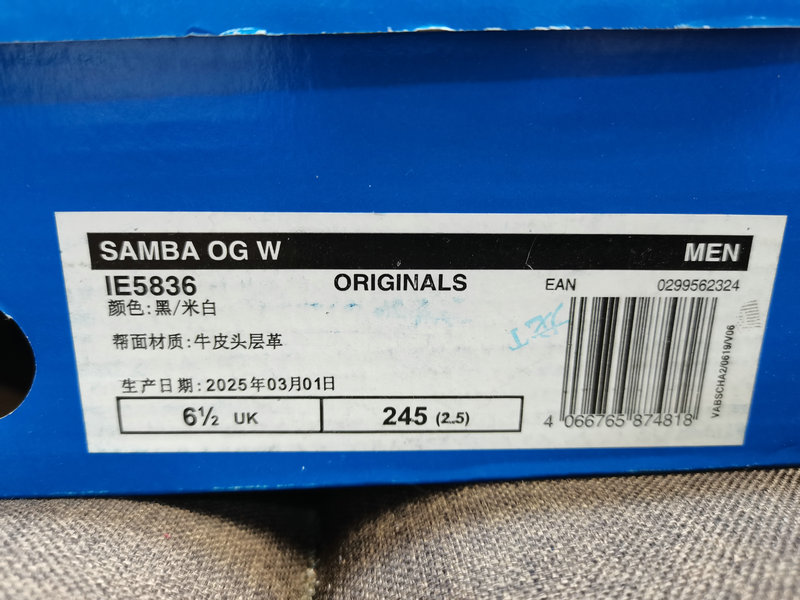 SAMBA OG W MEN
IE5836 ORIGINALS EAN 0299562324
颜色:黑/米白
帮面材质:牛皮头层革
生产日期:2025年03月01日
6½ UK 245 (2..5)
4 066765 874818
VABSCHA2/0619/V06